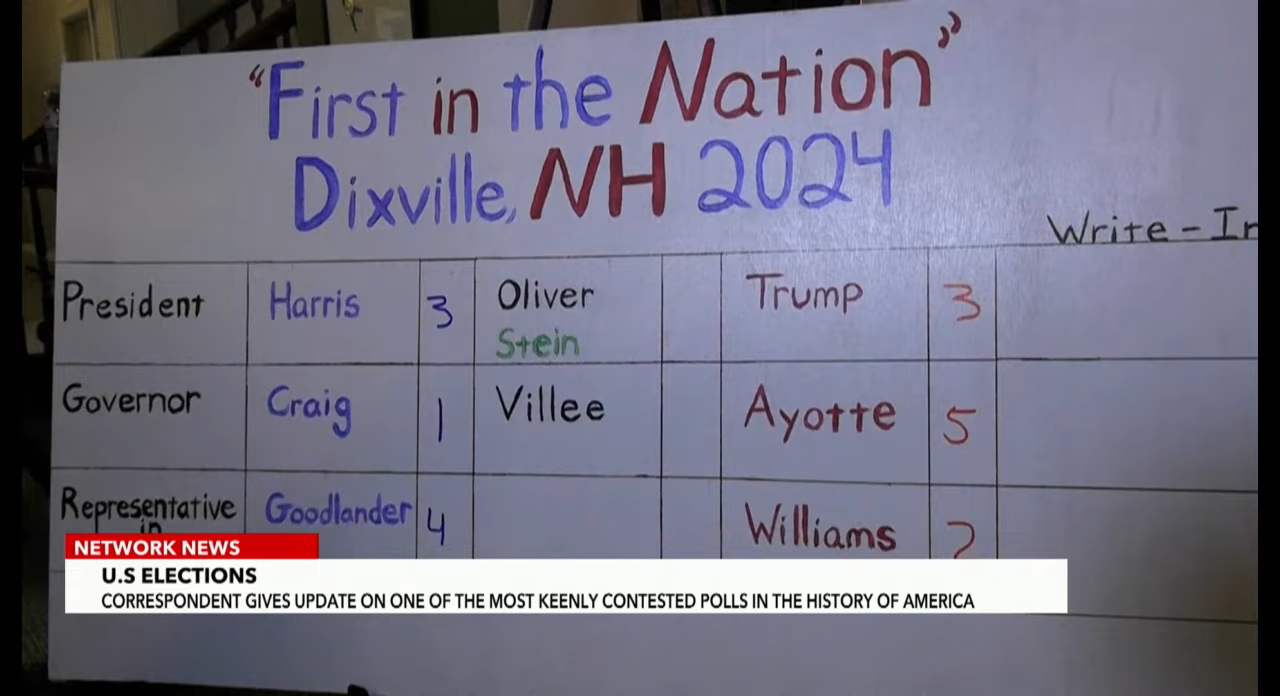 "First in the Nation"
Dixville, NH 2024
Write-In
President Harris 3 Oliver Trump 3
Stein
Governor Craig 1 Villee Ayotte 5
Representative Goodlander 4 Williams 2
in
NETWORK NEWS
U.S ELECTIONS
CORRESPONDENT GIVES UPDATE ON ONE OF THE MOST KEENLY CONTESTED POLLS IN THE HISTORY OF AMERICA